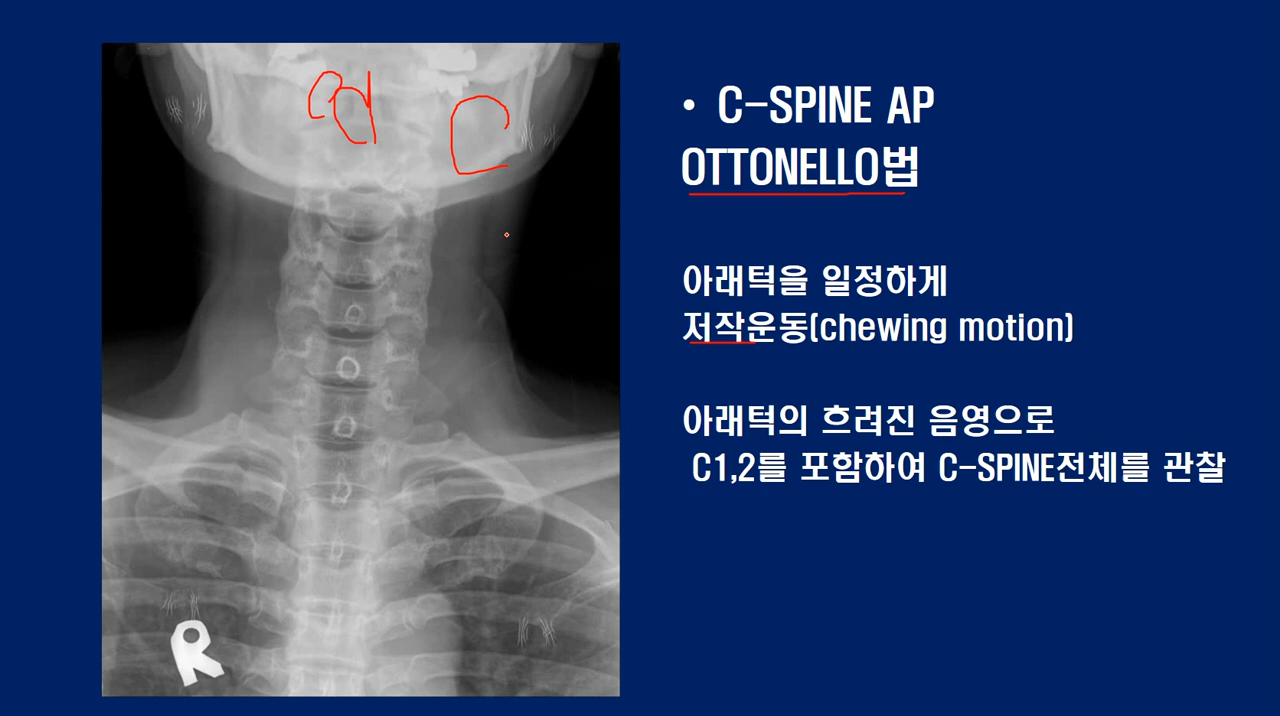 • C-SPINE AP
OTTONELLO법
아래턱을 일정하게
저작운동(chewing motion)
아래턱의 흐려진 음영으로
C1,2를 포함하여 C-SPINE전체를 관찰
R